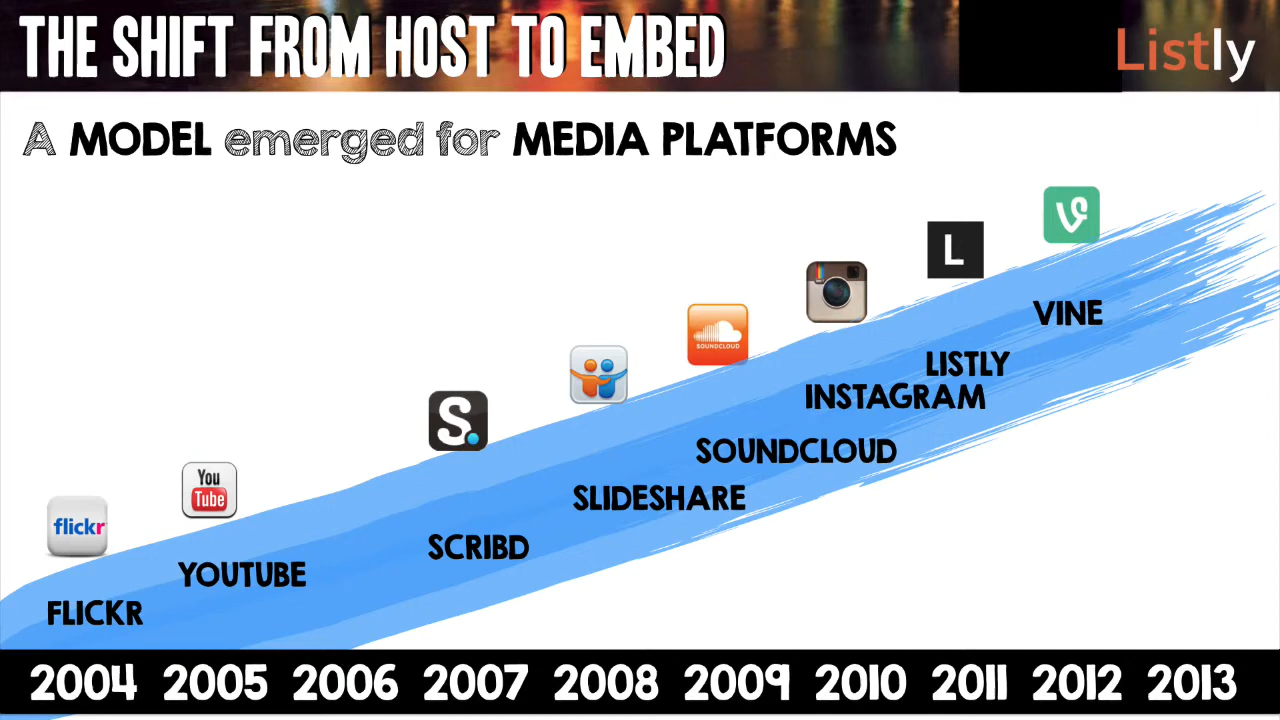 THE SHIFT FROM HOST TO EMBED
Listly
A MODEL emerged for MEDIA PLATFORMS
L
S.
SOUNDCLOUD
You
Tube
flickr
VINE
LISTLY
INSTAGRAM
SOUNDCLOUD
SLIDESHARE
SCRIBD
YOUTUBE
FLICKR
2004 2005 2006 2007 2008 2009 2010 2011 2012 2013